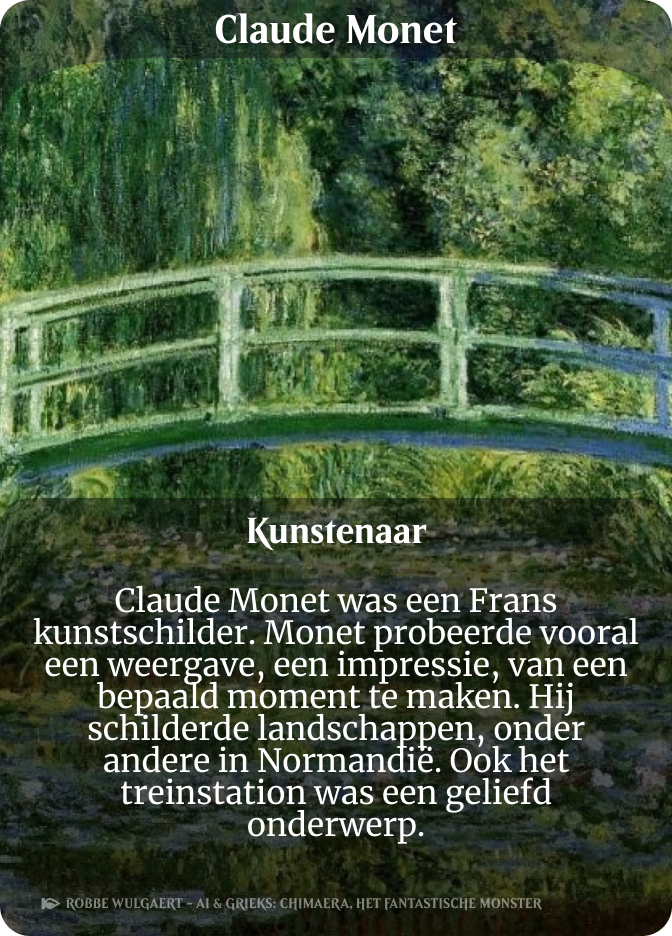 Claude Monet
Kunstenaar
Claude Monet was een Frans
kunstschilder. Monet probeerde vooral
een weergave, een impressie, van een
bepaald moment te maken. Hij
schilderde landschappen, onder
andere in Normandië. Ook het
treinstation was een geliefd
onderwerp.
ROBBE WULGAERT – AI & GRIEKS: CHIMAERA, HET FANTASTISCHE MONSTER